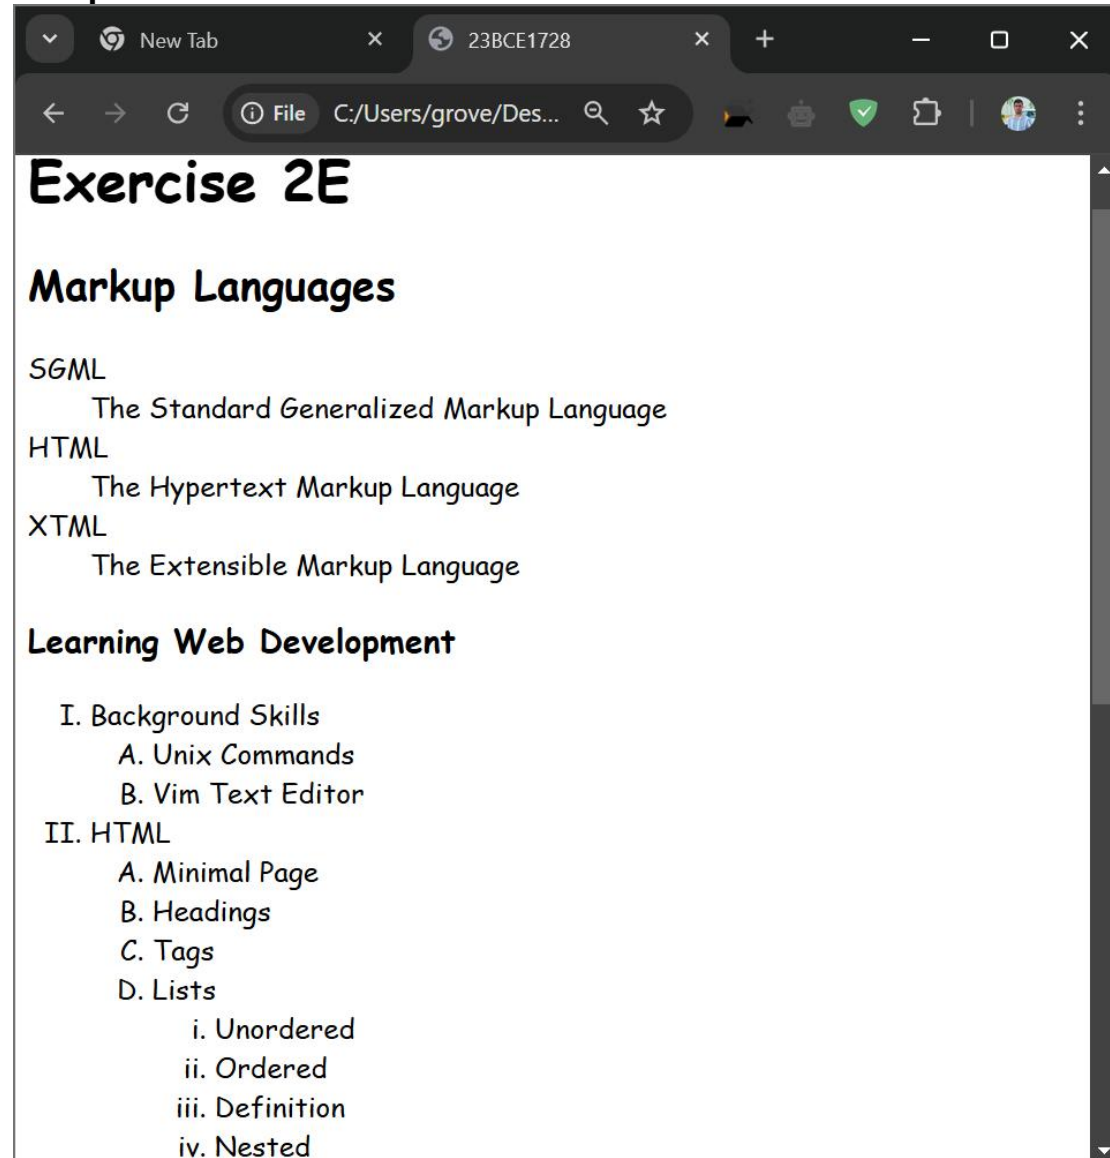 New Tab
23BCE1728
File C:/Users/grove/Des...
Exercise 2E
Markup Languages
SGML
The Standard Generalized Markup Language
HTML
The Hypertext Markup Language
XTML
The Extensible Markup Language
Learning Web Development
I. Background Skills
A. Unix Commands
B. Vim Text Editor
II. HTML
A. Minimal Page
B. Headings
C. Tags
D. Lists
i. Unordered
ii. Ordered
iii. Definition
iv. Nested